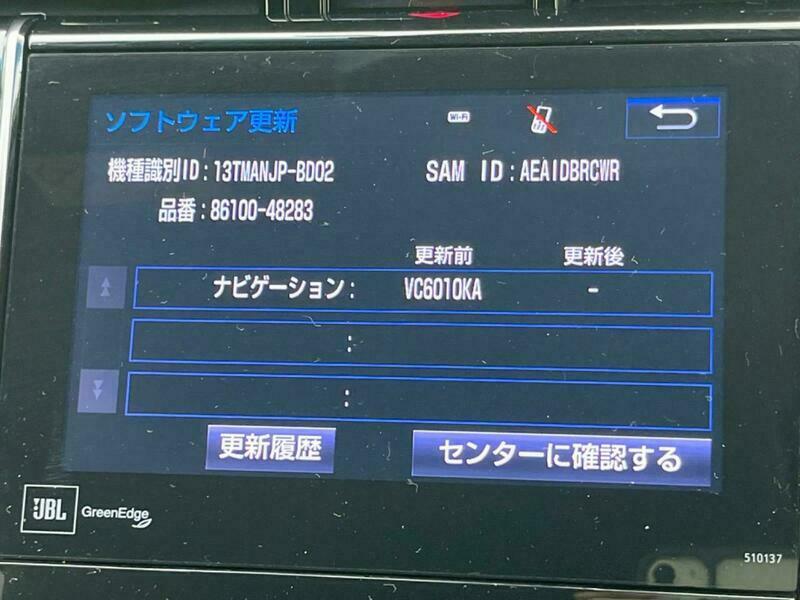 ソフトウェア更新
Wi-Fi
機種識別ID : 13TMANJP-BD02
SAM ID : AEAIDBRCWR
品番 : 86100-48283
更新前 更新後
ナビゲーション : VC6010KA -
:
:
更新履歴
センターに確認する
JBL GreenEdge
510137